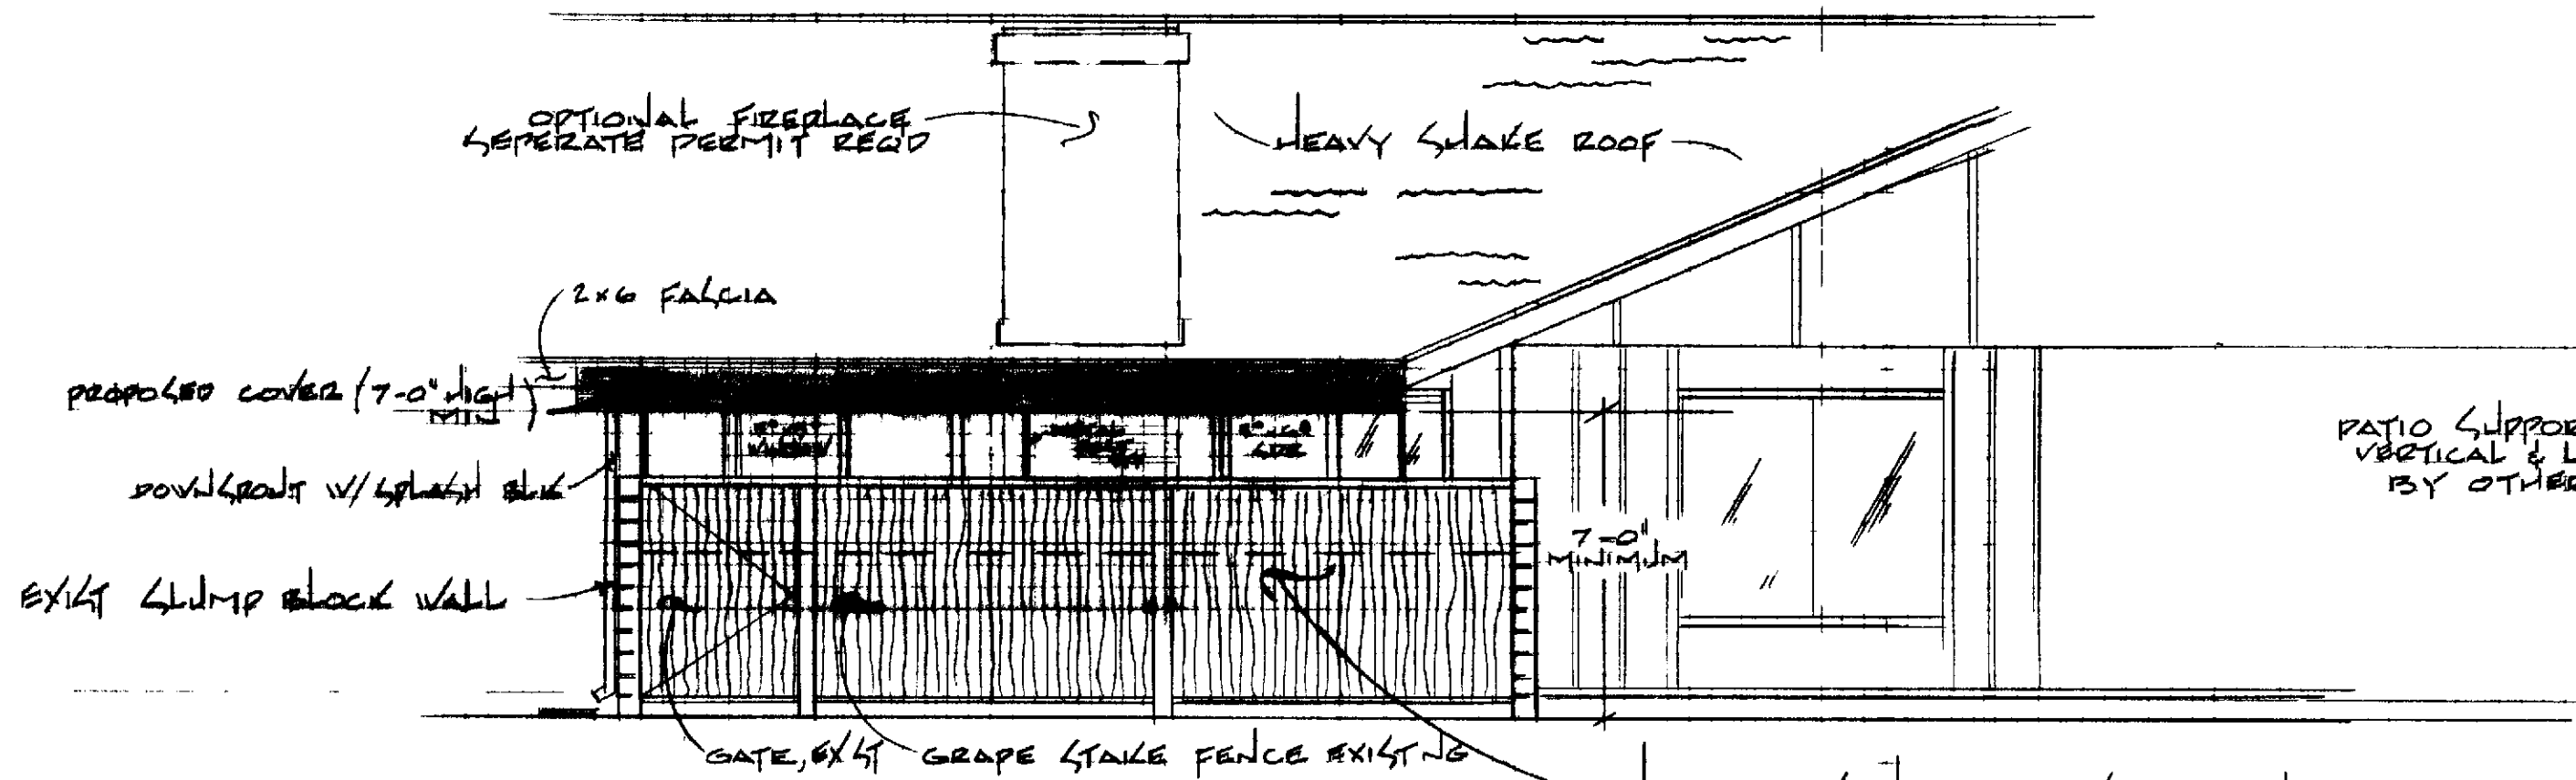 OPTIONAL FIREPLACE
SEPERATE PERMIT REQ'D
HEAVY SHAKE ROOF
2x6 FASCIA
PROPOSED COVER (7-0" HIGH
MIN)
DOWNSPOUT W/ SPLASH BLK
EXIST SLUMP BLOCK WALL
WINDOW
7-0"
MINIMUM
PATIO SUPPOR
VERTICAL & L
BY OTHER
GATE, EXIST
GRAPE STAKE FENCE EXISTING